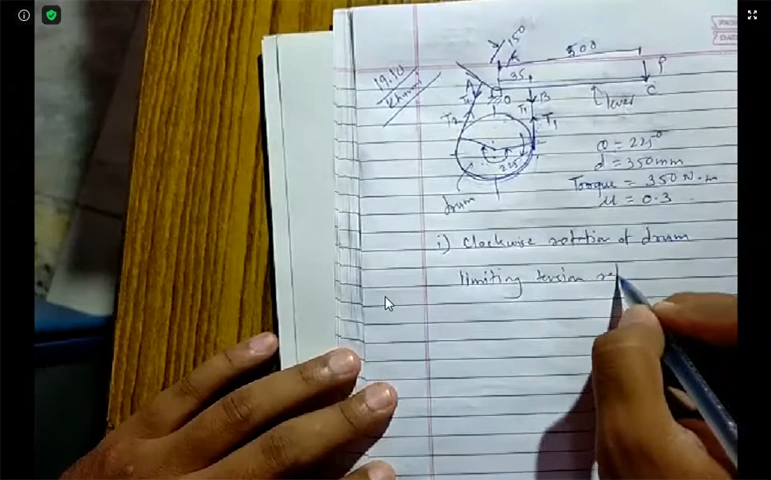 15°
500
19.10
Khurmi
35
P
A
O
B
C
T2
T1
T1
lever
225
drum
θ = 225°
d = 350mm
Torque = 350 N-m
μ = 0.3
i) clockwise rotation of drum
limiting tension